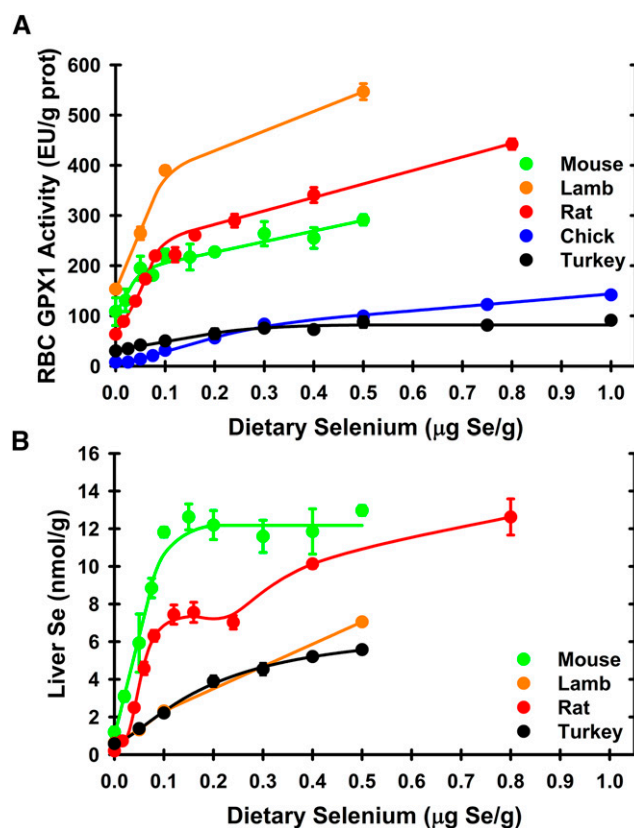 A
RBC GPX1 Activity (EU/g prot)
600
500
400
300
200
100
0
Mouse
Lamb
Rat
Chick
Turkey
0.0 0.1 0.2 0.3 0.4 0.5 0.6 0.7 0.8 0.9 1.0
Dietary Selenium (μg Se/g)
B
Liver Se (nmol/g)
16
14
12
10
8
6
4
2
0
Mouse
Lamb
Rat
Turkey
0.0 0.1 0.2 0.3 0.4 0.5 0.6 0.7 0.8 0.9 1.0
Dietary Selenium (μg Se/g)